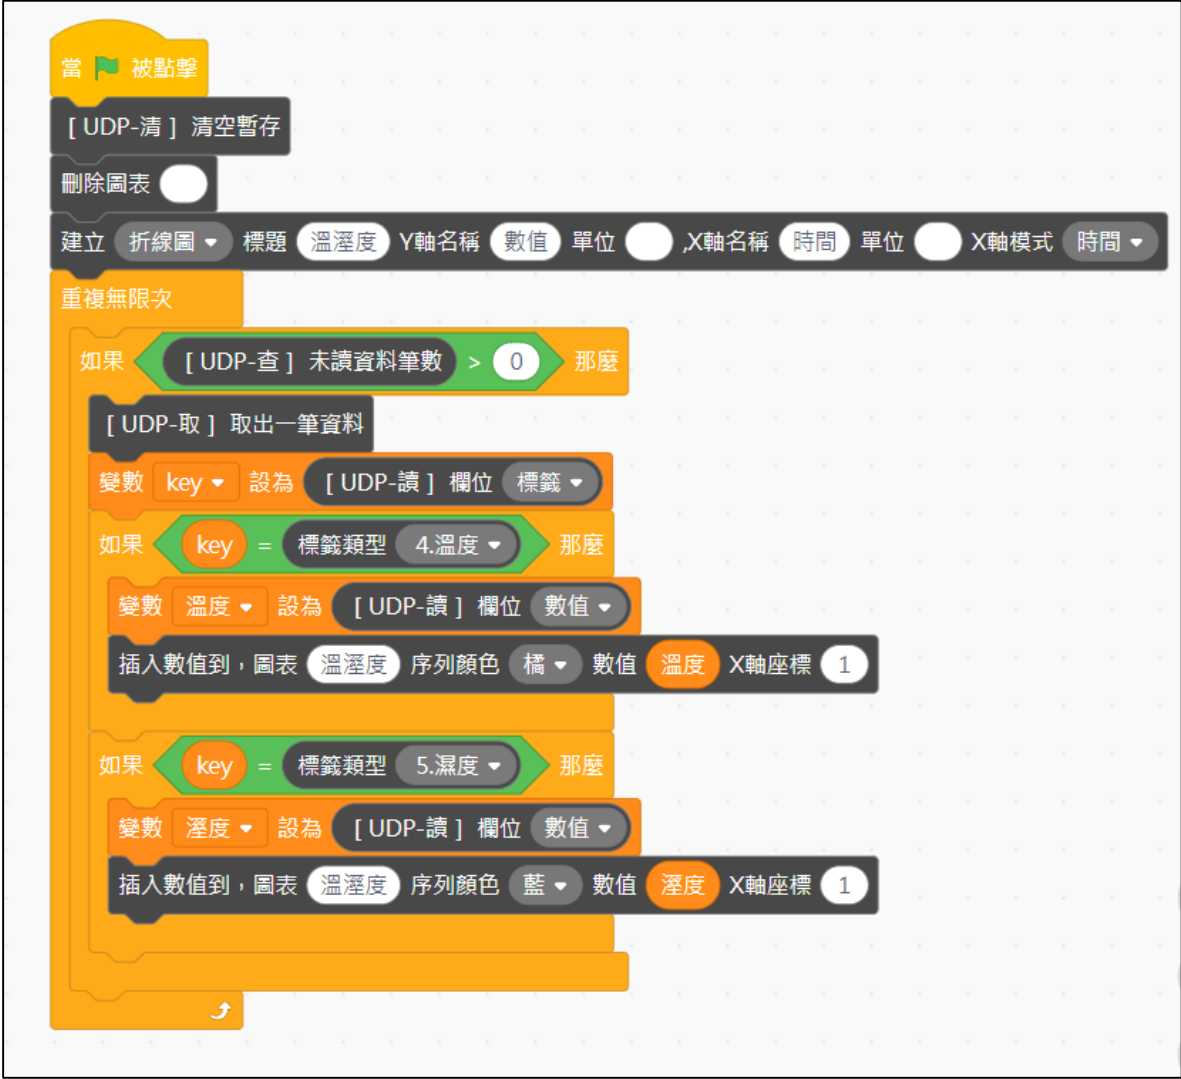 當 被點擊
[ UDP-清 ] 清空暫存
刪除圖表
建立 折線圖 標題 溫溼度 Y軸名稱 數值 單位 ,X軸名稱 時間 單位 X軸模式 時間
重複無限次
如果 [ UDP-查 ] 未讀資料筆數 > 0 那麼
[ UDP-取 ] 取出一筆資料
變數 key 設為 [ UDP-讀 ] 欄位 標籤
如果 key = 標籤類型 4.溫度 那麼
變數 溫度 設為 [ UDP-讀 ] 欄位 數值
插入數值到，圖表 溫溼度 序列顏色 橘 數值 溫度 X軸座標 1
如果 key = 標籤類型 5.濕度 那麼
變數 溼度 設為 [ UDP-讀 ] 欄位 數值
插入數值到，圖表 溫溼度 序列顏色 藍 數值 溼度 X軸座標 1